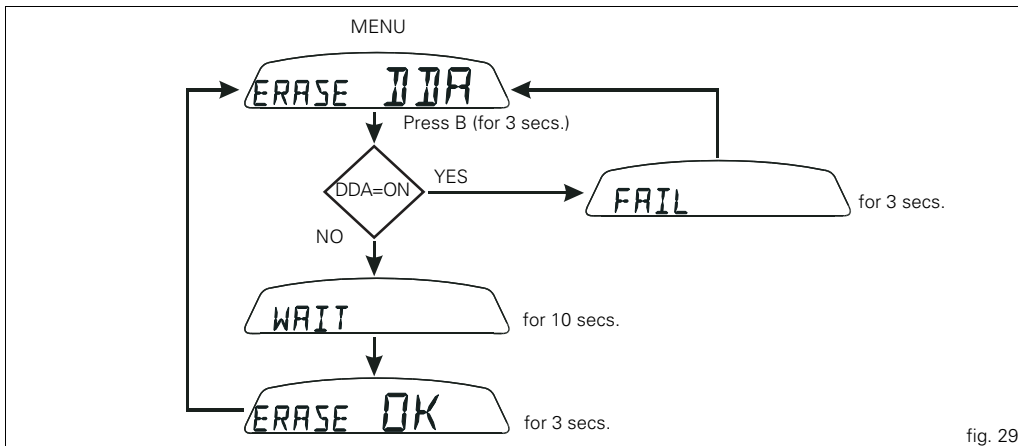 MENU
ERASE DDA
Press B (for 3 secs.)
DDA=ON
YES
FAIL
for 3 secs.
NO
WAIT
for 10 secs.
ERASE OK
for 3 secs.
fig. 29